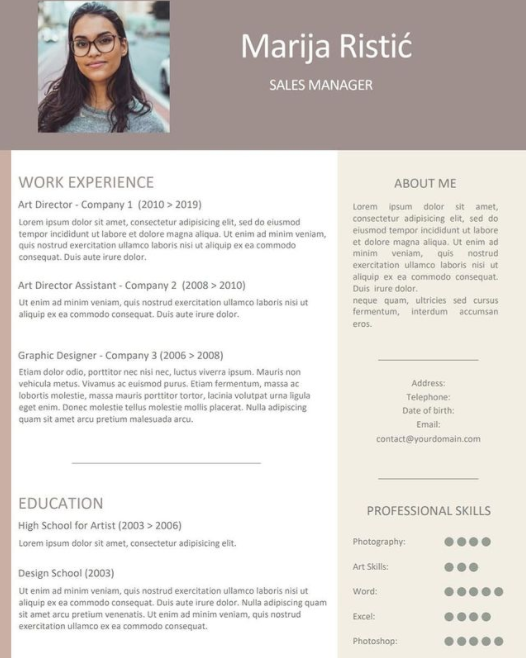 Marija Ristić
SALES MANAGER
WORK EXPERIENCE
Art Director - Company 1  (2010 > 2019)
Lorem ipsum dolor sit amet, consectetur adipisicing elit, sed do eiusmod
tempor incididunt ut labore et dolore magna aliqua. Ut enim ad minim veniam,
quis nostrud exercitation ullamco laboris nisi ut aliquip ex ea commodo
consequat. Duis aute irure dolor.
Art Director Assistant - Company 2  (2008 > 2010)
Ut enim ad minim veniam, quis nostrud exercitation ullamco laboris nisi ut
aliquip ex ea commodo consequat. Duis aute irure dolor.
Graphic Designer - Company 3 (2006 > 2008)
Etiam dolor odio, porttitor nec nisi nec, luctus viverra ipsum. Mauris non
vehicula metus. Vivamus ac euismod purus. Etiam fermentum, massa ac
lobortis molestie, massa mauris porttitor tortor, lacinia volutpat urna ligula
eget enim. Donec molestie tellus molestie mollis placerat. Nulla adipiscing
quam sit amet arcu pretium malesuada arcu.
EDUCATION
High School for Artist (2003 > 2006)
Lorem ipsum dolor sit amet, consectetur adipisicing elit.
Design School (2003)
Ut enim ad minim veniam, quis nostrud exercitation ullamco laboris nisi ut
aliquip ex ea commodo consequat. Duis aute irure dolor. Nulla adipiscing quam
sit amet arcu pretium venenatis. Ut enim ad minim veniam, quis nostrud
exercitation ullamco laboris nisi ut aliquip ex ea commodo consequat.
ABOUT ME
Lorem ipsum dolor sit amet,
consectetur adipisicing elit, sed do
eiusmod tempor incididunt ut labore
et dolore magna aliqua. Ut enim ad
minim veniam, quis nostrud
exercitation ullamco laboris nisi ut
aliquip ex ea commodo consequat.
Duis irure dolor.
neque quam, ultricies sed cursus
fermentum, interdum accumsan
eros.
Address:
Telephone:
Date of birth:
Email:
contact@yourdomain.com
PROFESSIONAL SKILLS
Photography:
Art Skills:
Word:
Excel:
Photoshop: